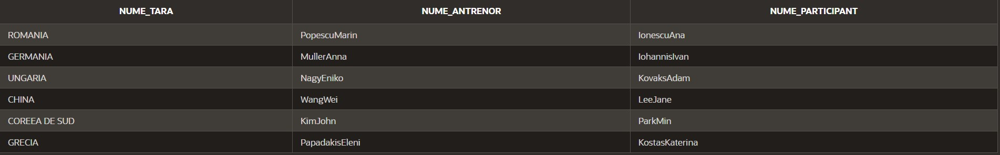 NUME_TARA NUME_ANTRENOR NUME_PARTICIPANT
ROMANIA PopescuMarin IonescuAna
GERMANIA MullerAnna IohannisIvan
UNGARIA NagyEniko KovaksAdam
CHINA WangWei LeeJane
COREEA DE SUD KimJohn ParkMin
GRECIA PapadakisEleni KostasKaterina